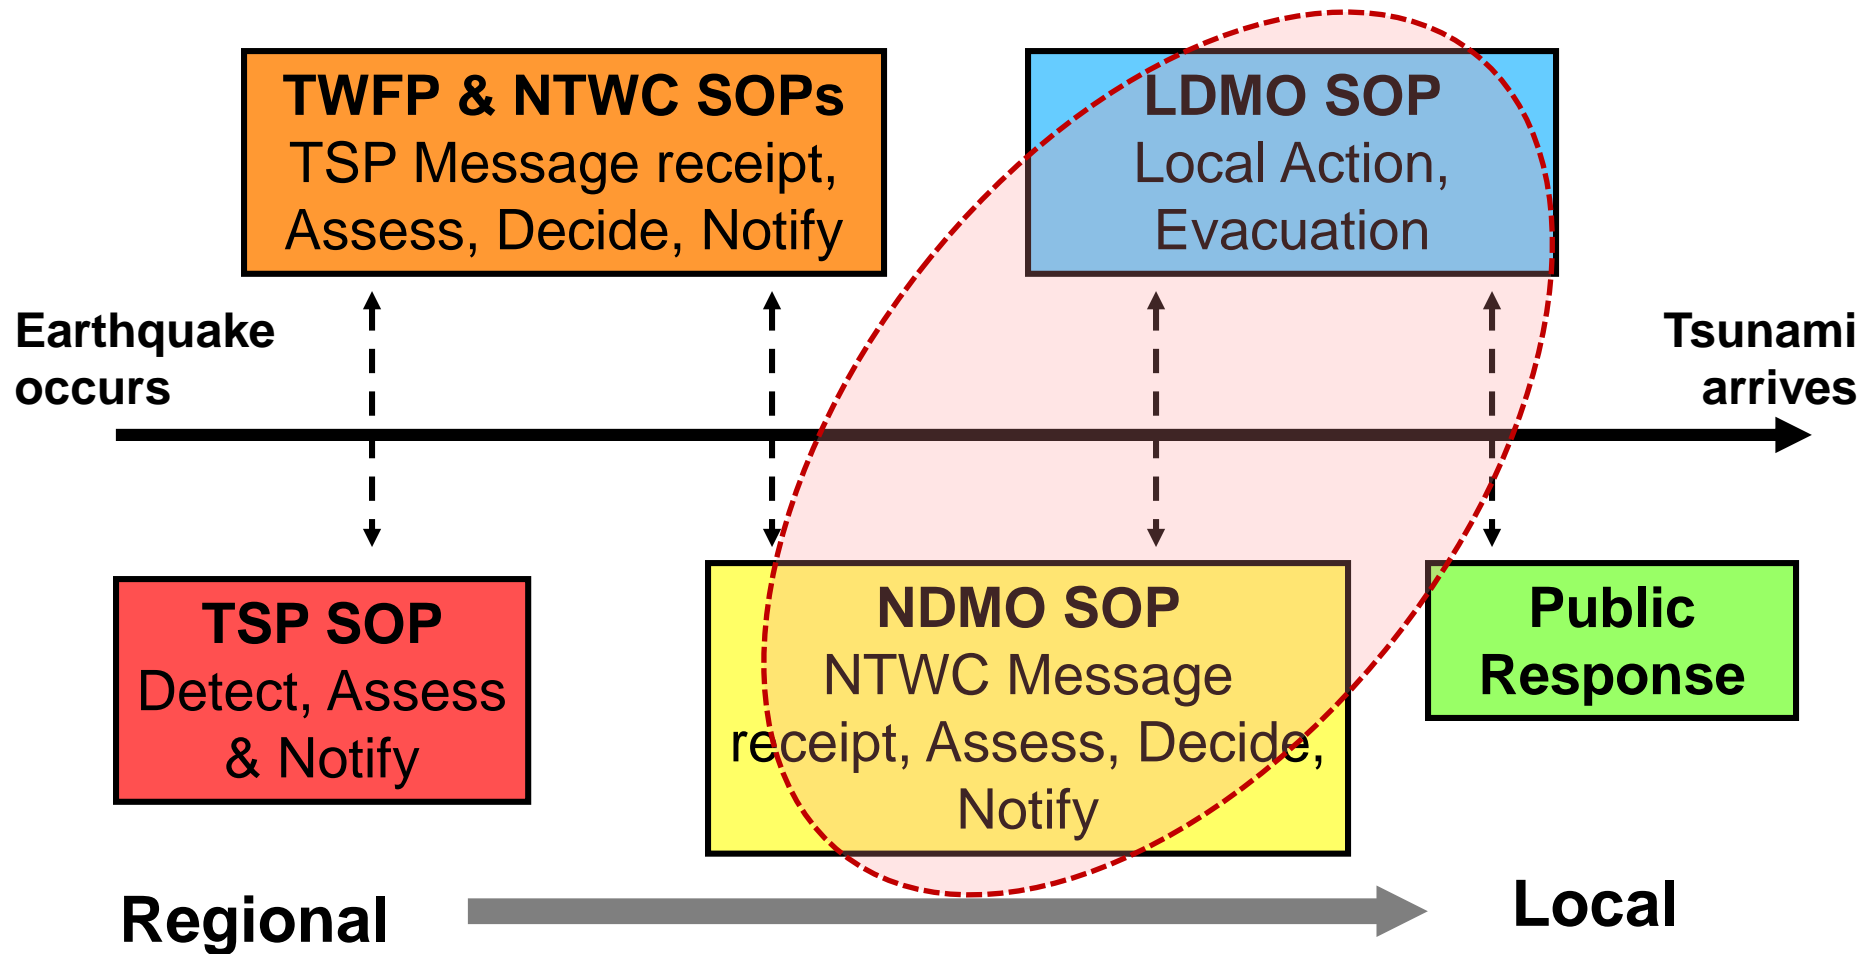 TWFP & NTWC SOPs
TSP Message receipt,
Assess, Decide, Notify
LDMO SOP
Local Action,
Evacuation
Earthquake
occurs
Tsunami
arrives
TSP SOP
Detect, Assess
& Notify
NDMO SOP
NTWC Message
receipt, Assess, Decide,
Notify
Public
Response
Regional
Local